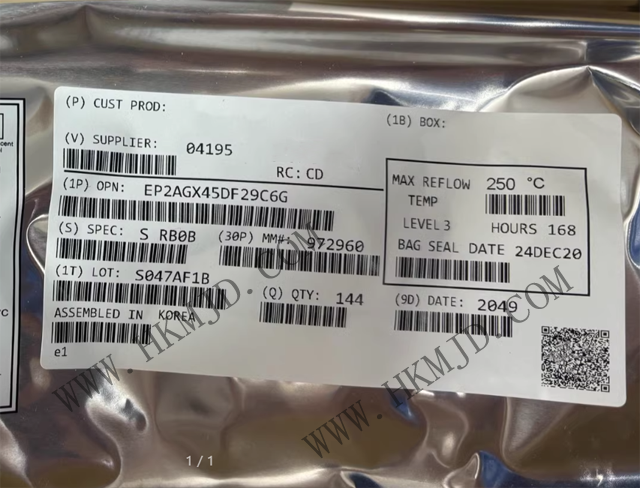 (P) CUST PROD:
(1B) BOX:
(V) SUPPLIER: 04195
RC: CD
(1P) OPN: EP2AGX45DF29C6G
MAX REFLOW 250 °C
TEMP
LEVEL 3 HOURS 168
BAG SEAL DATE 24DEC20
(S) SPEC: S RB0B (30P) MM#: 972960
(1T) LOT: S047AF1B (Q) QTY: 144 (9D) DATE: 2049
ASSEMBLED IN KOREA
e1
WWW.HKMJD.COM
WWW.HKMJD.COM
1/1